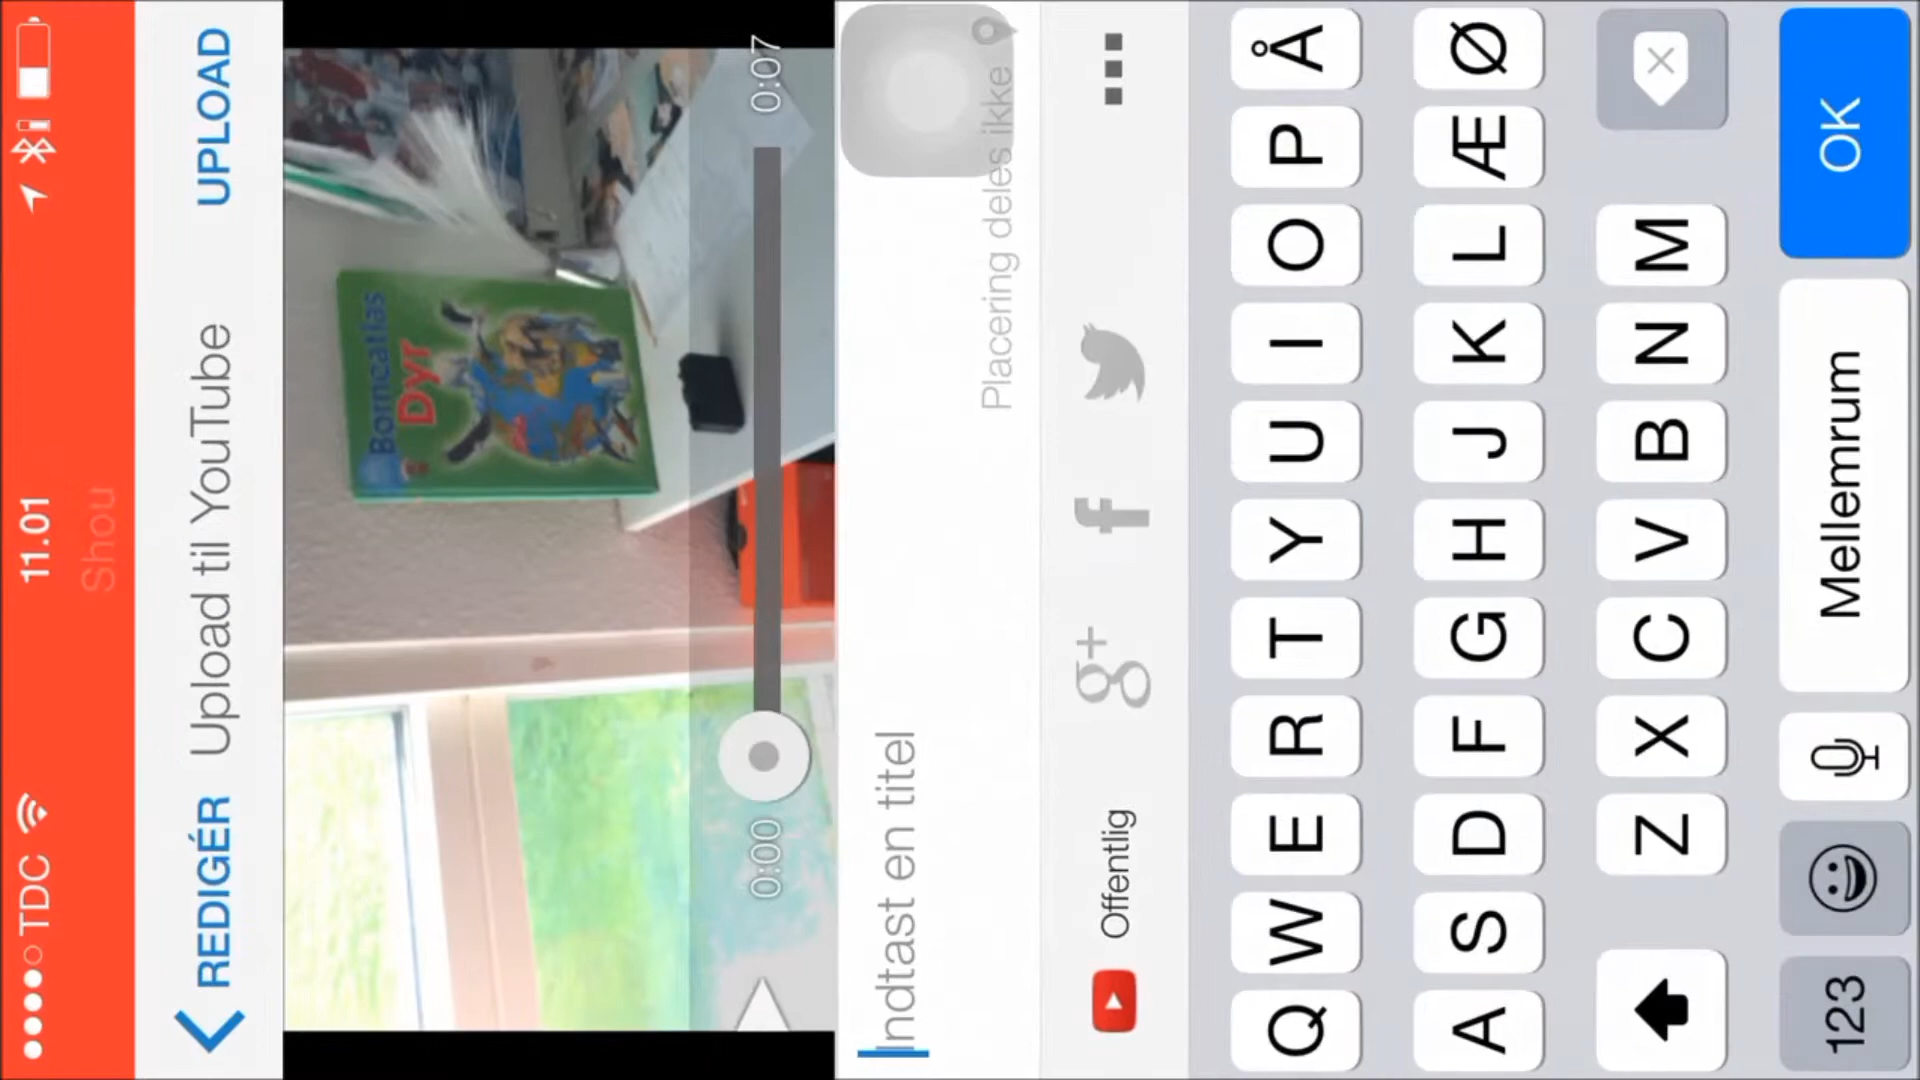 TDC 11.01
Shou
REDIGÉR Upload til YouTube UPLOAD
Børneatlas
Dyr
0:00 0:07
Indtast en titel
Placering deles ikke
Offentlig g+ f
Q W E R T Y U I O P Å
A S D F G H J K L Æ Ø
Z X C V B N M
123 Mellemrum OK